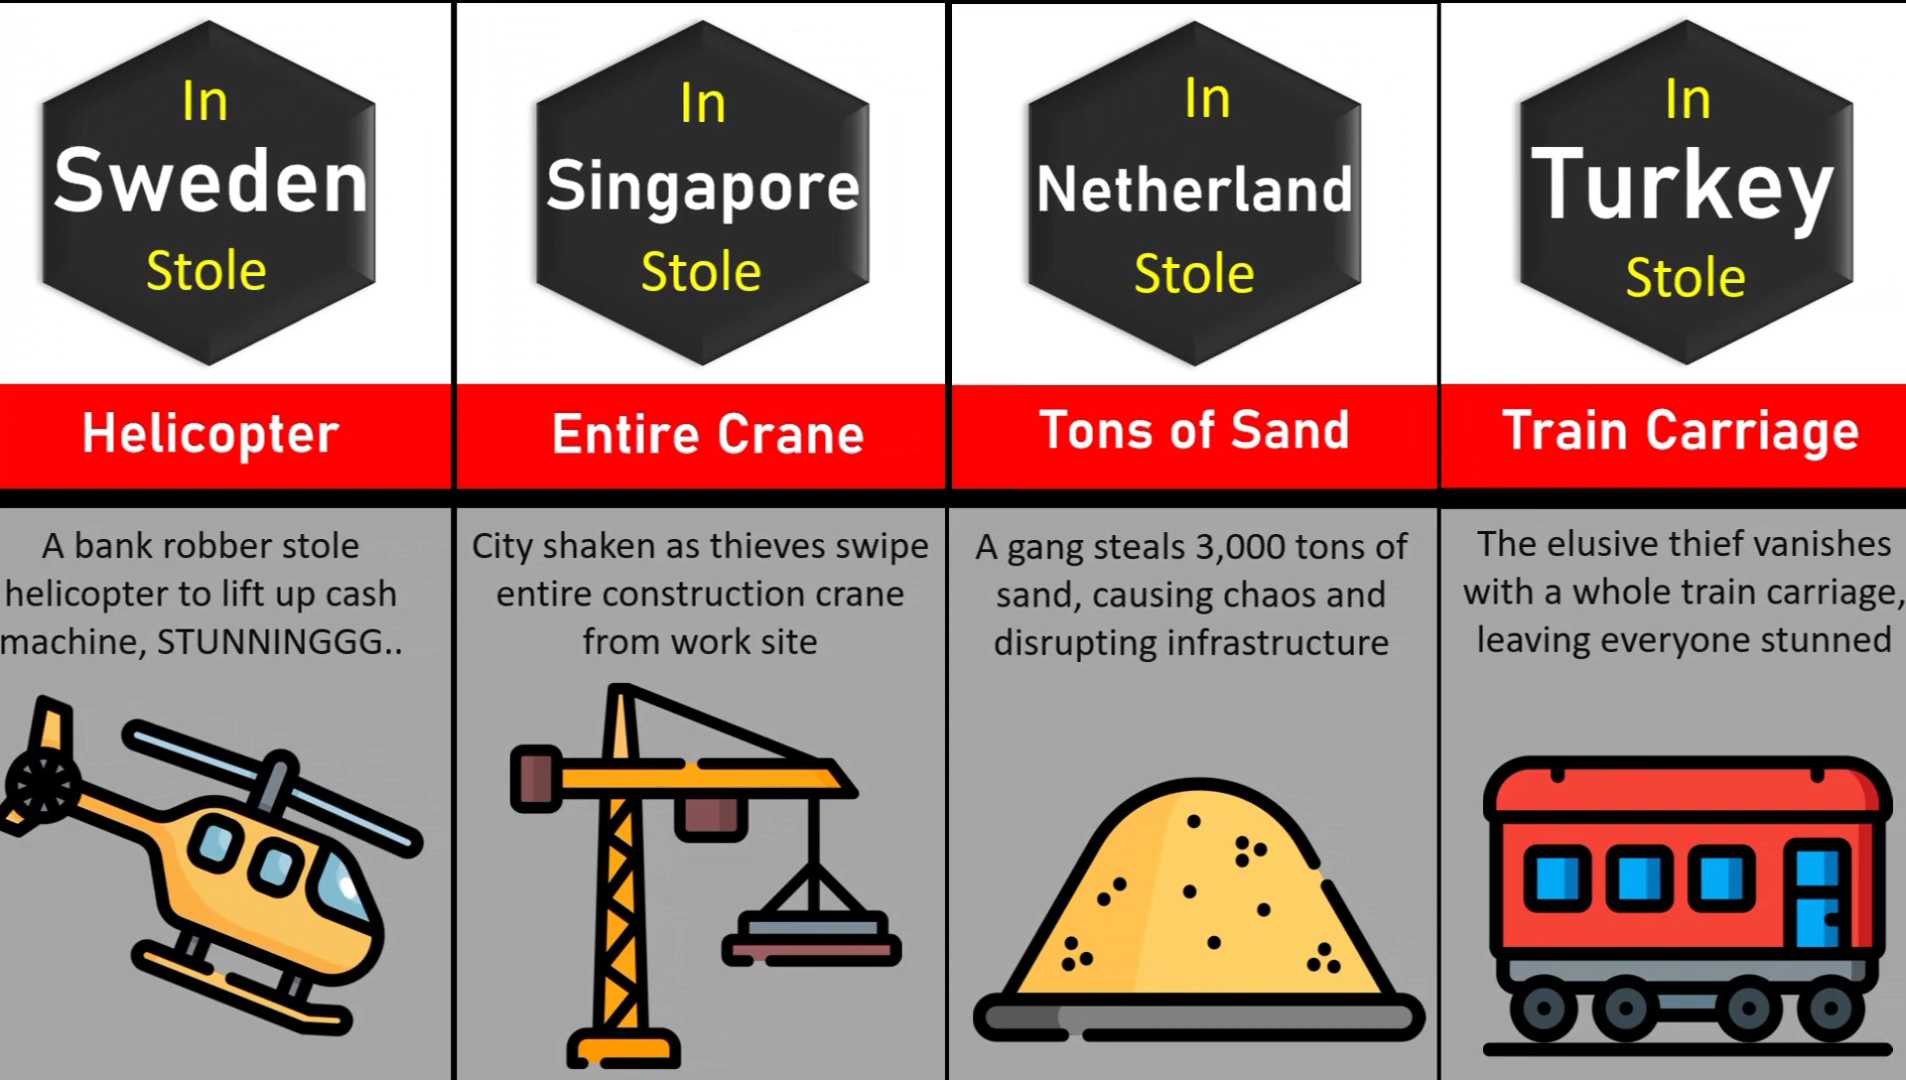 In
Sweden
Stole
Helicopter
A bank robber stole
helicopter to lift up cash
machine, STUNNINGGG..
In
Singapore
Stole
Entire Crane
City shaken as thieves swipe
entire construction crane
from work site
In
Netherland
Stole
Tons of Sand
A gang steals 3,000 tons of
sand, causing chaos and
disrupting infrastructure
In
Turkey
Stole
Train Carriage
The elusive thief vanishes
with a whole train carriage,
leaving everyone stunned